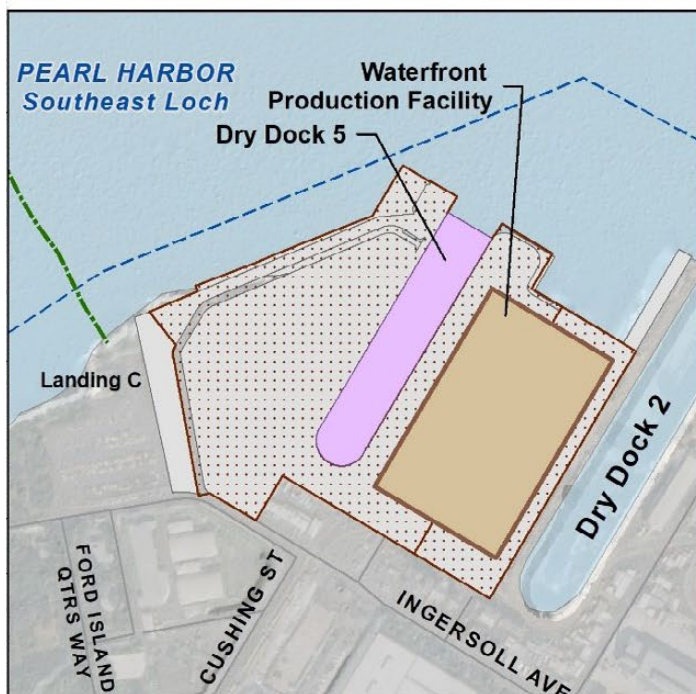 PEARL HARBOR
Southeast Loch
Waterfront
Production Facility
Dry Dock 5
Landing C
Dry Dock 2
FORD ISLAND
QTRS WAY
CUSHING ST
INGERSOLL AVE